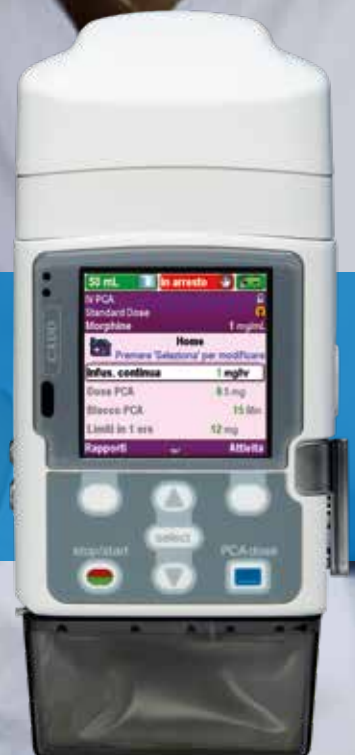 50 mL In arresto
IV PCA
Standard Dose
Morphine 1 mg/mL
Home
Premere 'Seleziona' per modificare
Infus. continua 1 mg/hr
Dose PCA 0.5 mg
Blocco PCA 15 Min
Limiti in 1 ora 12 mg
Rapporti Attività
CADD
select
stop/start PCA dose